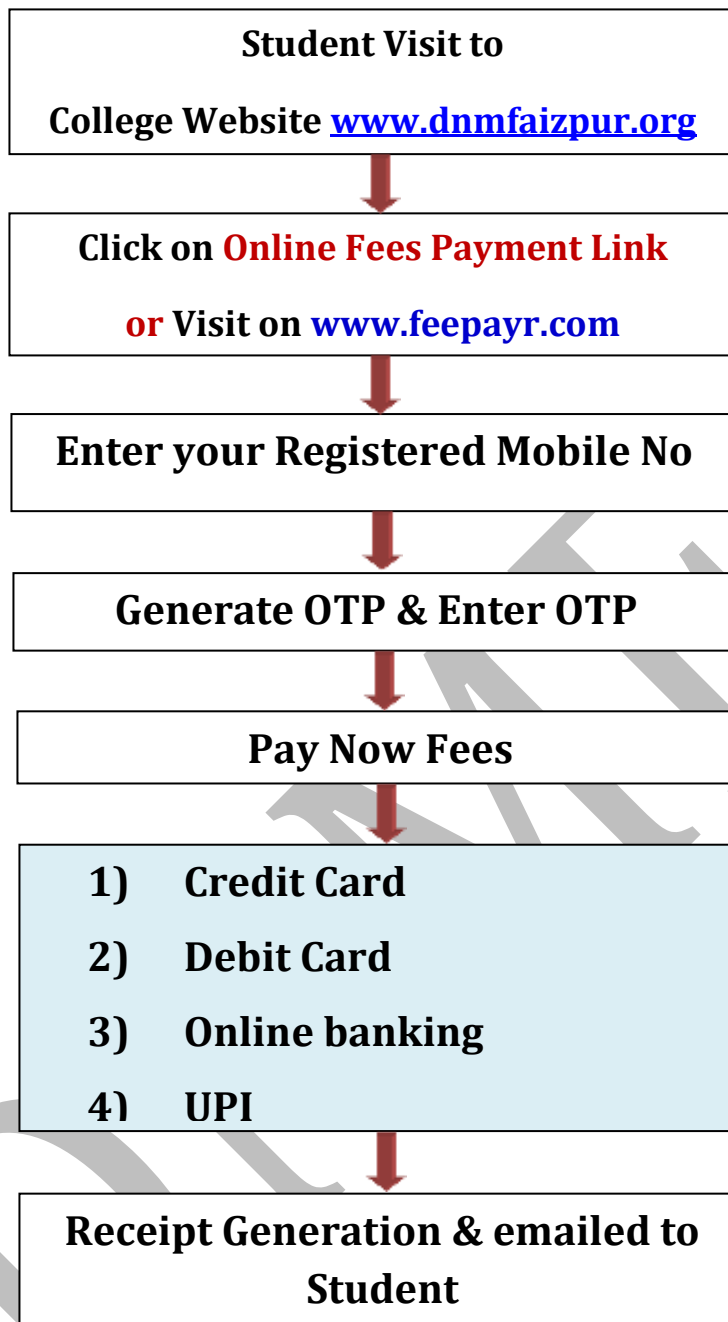 Student Visit to
College Website www.dnmfaizpur.org
Click on Online Fees Payment Link
or Visit on www.feepayr.com
Enter your Registered Mobile No
Generate OTP & Enter OTP
Pay Now Fees
1) Credit Card
2) Debit Card
3) Online banking
4) UPI
Receipt Generation & emailed to
Student